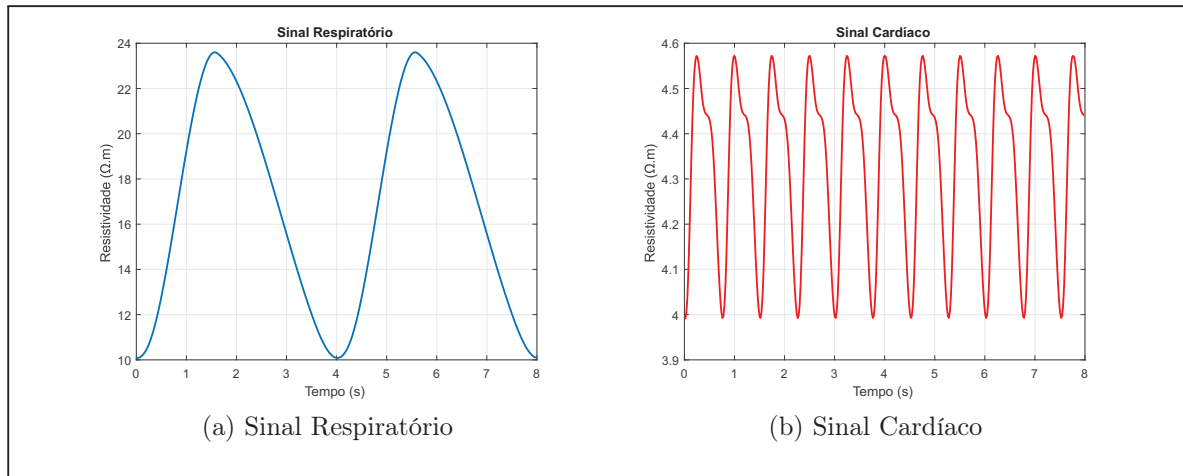 Sinal Respiratório
24
22
20
18
16
14
12
10
Resistividade (Ω.m)
0 1 2 3 4 5 6 7 8
Tempo (s)
(a) Sinal Respiratório
Sinal Cardíaco
4.6
4.5
4.4
4.3
4.2
4.1
4
3.9
Resistividade (Ω.m)
0 1 2 3 4 5 6 7 8
Tempo (s)
(b) Sinal Cardíaco